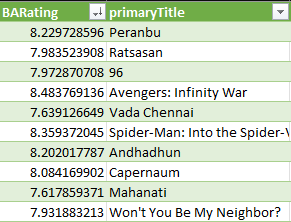 BARating primaryTitle
8.229728596 Peranbu
7.983523908 Ratsasan
7.972870708 96
8.483769136 Avengers: Infinity War
7.639126649 Vada Chennai
8.359372045 Spider-Man: Into the Spider-V
8.202017787 Andhadhun
8.084169902 Capernaum
7.617859371 Mahanati
7.931883213 Won't You Be My Neighbor?